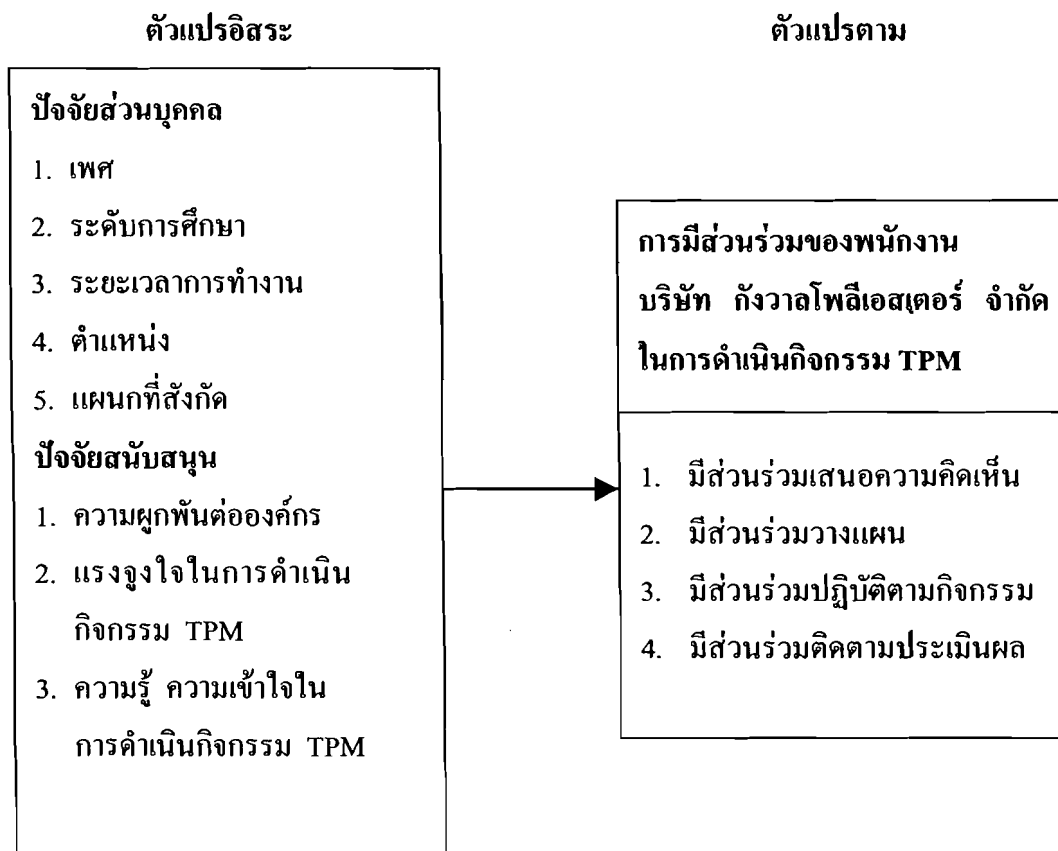 ตัวแปรอิสระ
ตัวแปรตาม
ปัจจัยส่วนบุคคล
1. เพศ
2. ระดับการศึกษา
3. ระยะเวลาการทำงาน
4. ตำแหน่ง
5. แผนกที่สังกัด
ปัจจัยสนับสนุน
1. ความผูกพันต่อองค์กร
2. แรงจูงใจในการดำเนิน
กิจกรรม TPM
3. ความรู้ ความเข้าใจใน
การดำเนินกิจกรรม TPM
การมีส่วนร่วมของพนักงาน
บริษัท กังวาลโพลีเอสเตอร์ จำกัด
ในการดำเนินกิจกรรม TPM
1. มีส่วนร่วมเสนอความคิดเห็น
2. มีส่วนร่วมวางแผน
3. มีส่วนร่วมปฏิบัติตามกิจกรรม
4. มีส่วนร่วมติดตามประเมินผล